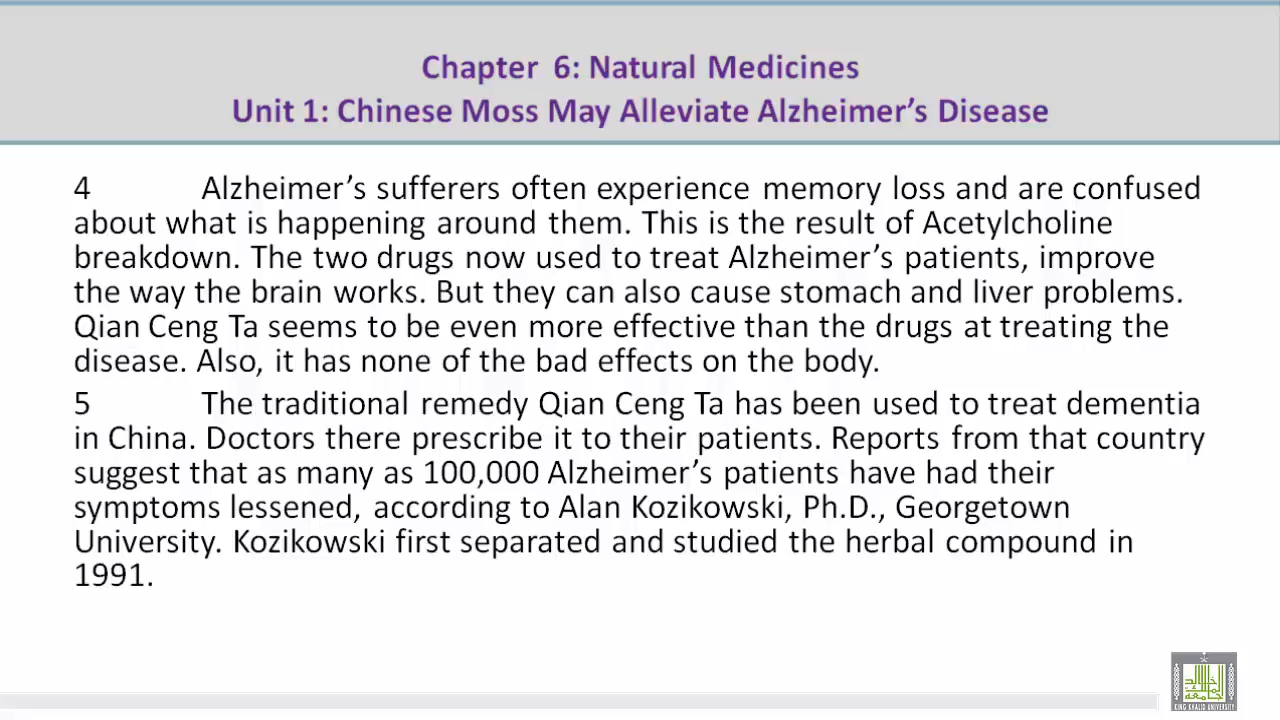 Chapter 6: Natural Medicines
Unit 1: Chinese Moss May Alleviate Alzheimer's Disease
4 Alzheimer's sufferers often experience memory loss and are confused
about what is happening around them. This is the result of Acetylcholine
breakdown. The two drugs now used to treat Alzheimer's patients, improve
the way the brain works. But they can also cause stomach and liver problems.
Qian Ceng Ta seems to be even more effective than the drugs at treating the
disease. Also, it has none of the bad effects on the body.
5 The traditional remedy Qian Ceng Ta has been used to treat dementia
in China. Doctors there prescribe it to their patients. Reports from that country
suggest that as many as 100,000 Alzheimer's patients have had their
symptoms lessened, according to Alan Kozikowski, Ph.D., Georgetown
University. Kozikowski first separated and studied the herbal compound in
1991.
KING KHALID UNIVERSITY